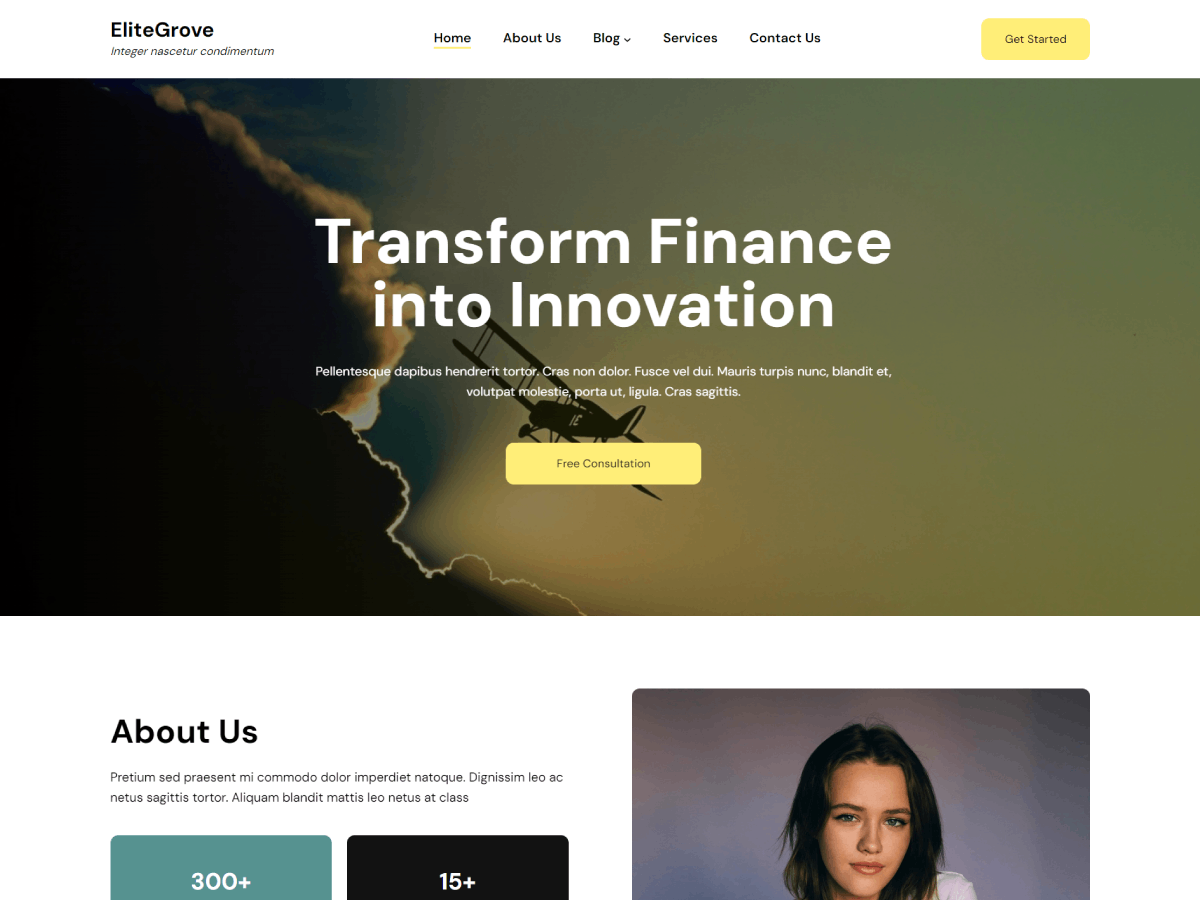 EliteGrove
Integer nascetur condimentum
Home
About Us
Blog
Services
Contact Us
Get Started
Transform Finance
into Innovation
Pellentesque dapibus hendrerit tortor. Cras non dolor. Fusce vel dui. Mauris turpis nunc, blandit et,
volutpat molestie, porta ut, ligula. Cras sagittis.
Free Consultation
About Us
Pretium sed praesent mi commodo dolor imperdiet natoque. Dignissim leo ac
netus sagittis tortor. Aliquam blandit mattis leo netus at class
300+
15+